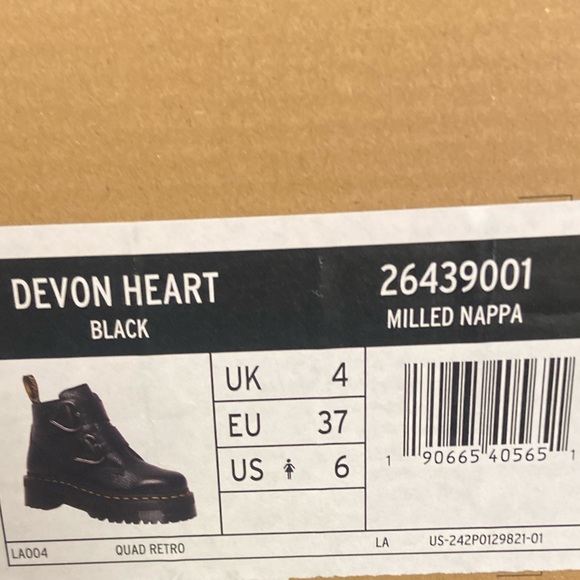 DEVON HEART
BLACK
26439001
MILLED NAPPA
UK 4
EU 37
US 6
1 90665 40565 1
LA004
QUAD RETRO
LA
US-242P0129821-01